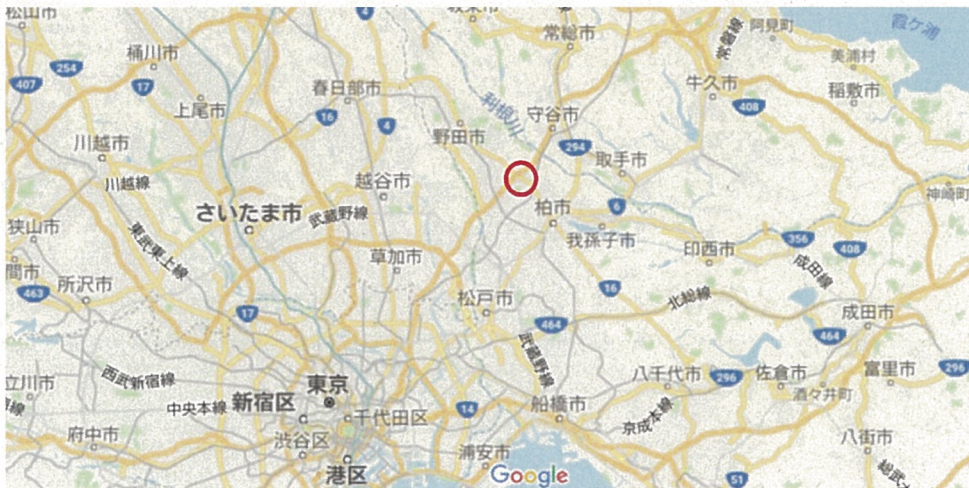 松山市
4
常総市
常磐線
阿見町
霞ケ浦
桶川市
254
407
17
上尾市
春日部市
16
4
利根川
守谷市
牛久市
408
美浦村
稲敷市
野田市
294
取手市
川越市
川越線
越谷市
さいたま市
武蔵野線
柏市
6
神崎町
狭山市
東武東上線
草加市
我孫子市
印西市
356
408
成田線
間市
463
所沢市
17
松戸市
16
北総線
464
成田市
464
武蔵野線
立川市
西武新宿線
東京
八千代市
296
佐倉市
富里市
296
中央本線
新宿区
千代田区
14
船橋市
京成本線
酒々井町
府中市
渋谷区
浦安市
八街市
港区
Google
51